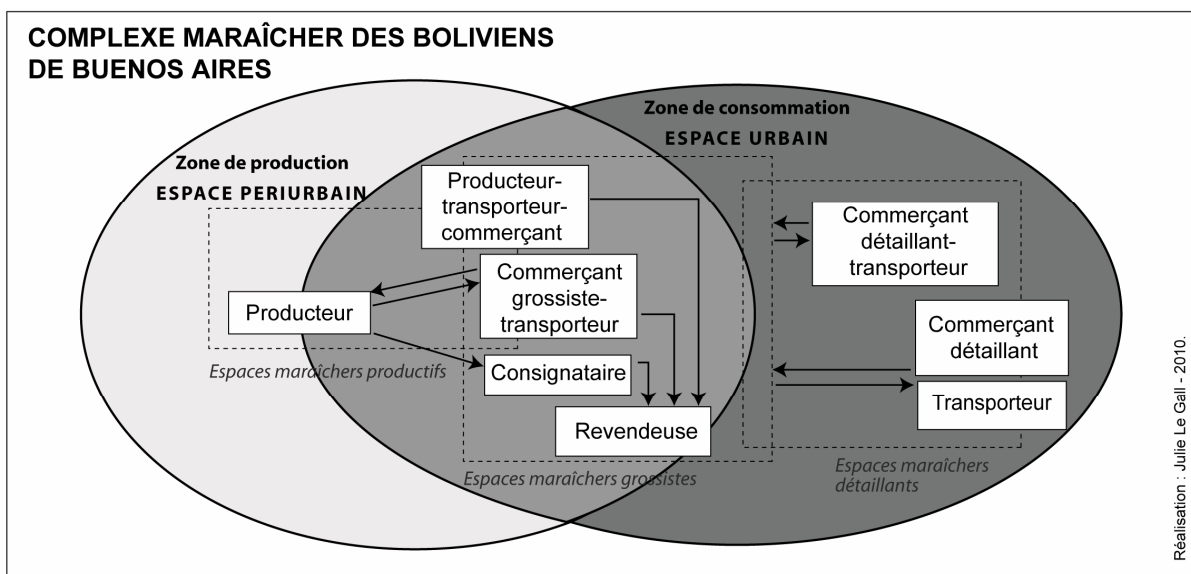 COMPLEXE MARAÎCHER DES BOLIVIENS
DE BUENOS AIRES
Zone de production
ESPACE PERIURBAIN
Zone de consommation
ESPACE URBAIN
Producteur-
transporteur-
commerçant
Commerçant
grossiste-
transporteur
Producteur
Consignataire
Revendeuse
Espaces maraîchers productifs
Espaces maraîchers grossistes
Commerçant
détaillant-
transporteur
Commerçant
détaillant
Transporteur
Espaces maraîchers
détaillants
Réalisation : Julie Le Gall - 2010.